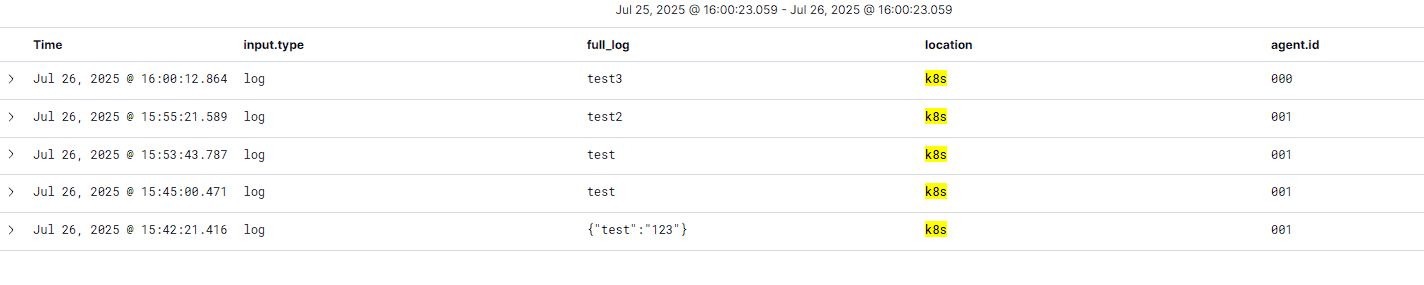 Jul 25, 2025 @ 16:00:23.059 - Jul 26, 2025 @ 16:00:23.059
Time input.type full_log location agent.id
Jul 26, 2025 @ 16:00:12.864 log test3 k8s 000
Jul 26, 2025 @ 15:55:21.589 log test2 k8s 001
Jul 26, 2025 @ 15:53:43.787 log test k8s 001
Jul 26, 2025 @ 15:45:00.471 log test k8s 001
Jul 26, 2025 @ 15:42:21.416 log {"test":"123"} k8s 001